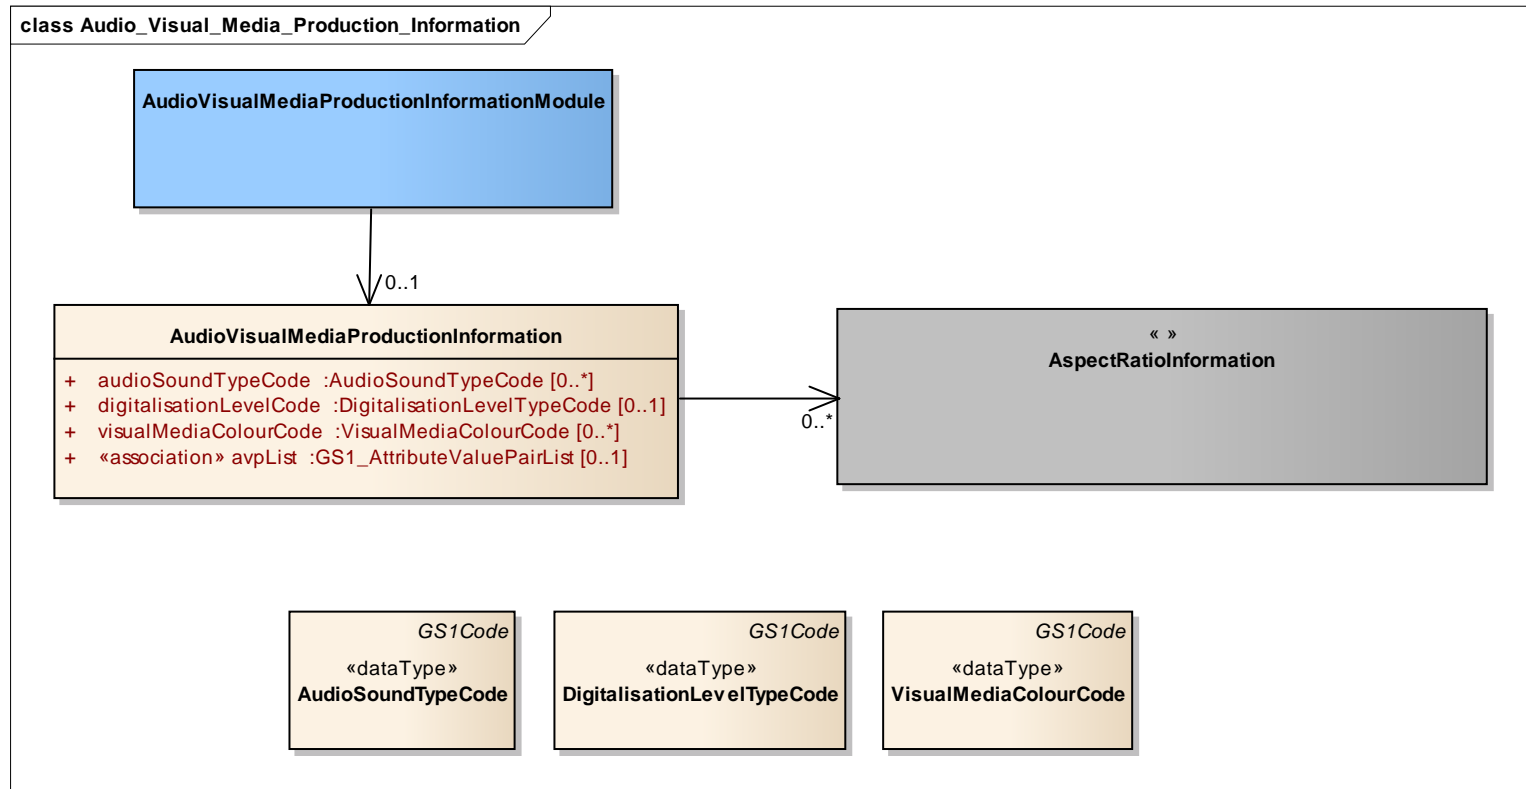 class Audio_Visual_Media_Production_Information
AudioVisualMediaProductionInformationModule
0..1
AudioVisualMediaProductionInformation
+ audioSoundTypeCode :AudioSoundTypeCode [0..*]
+ digitalisationLevelCode :DigitalisationLevelTypeCode [0..1]
+ visualMediaColourCode :VisualMediaColourCode [0..*]
+ «association» avpList :GS1_AttributeValuePairList [0..1]
0..*
« »
AspectRatioInformation
GS1Code
«dataType»
AudioSoundTypeCode
GS1Code
«dataType»
DigitalisationLevelTypeCode
GS1Code
«dataType»
VisualMediaColourCode